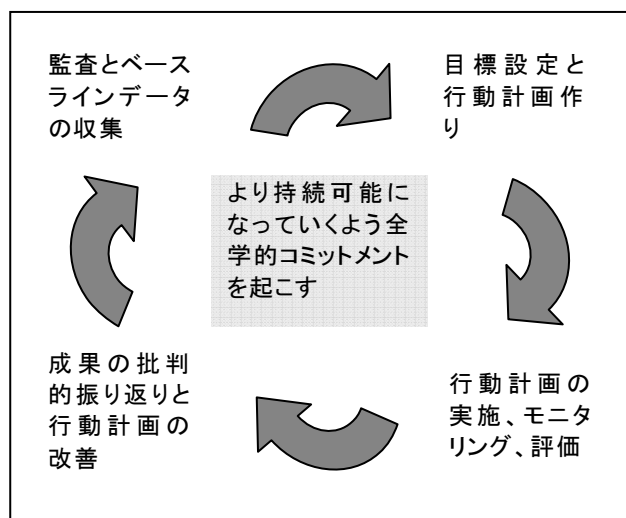 監査とベース
ラインデータ
の収集
目標設定と
行動計画作
り
より持続可能に
なっていくよう全
学的コミットメント
を起こす
行動計画の
実施、モニタ
リング、評価
成果の批判
的振り返りと
行動計画の
改善